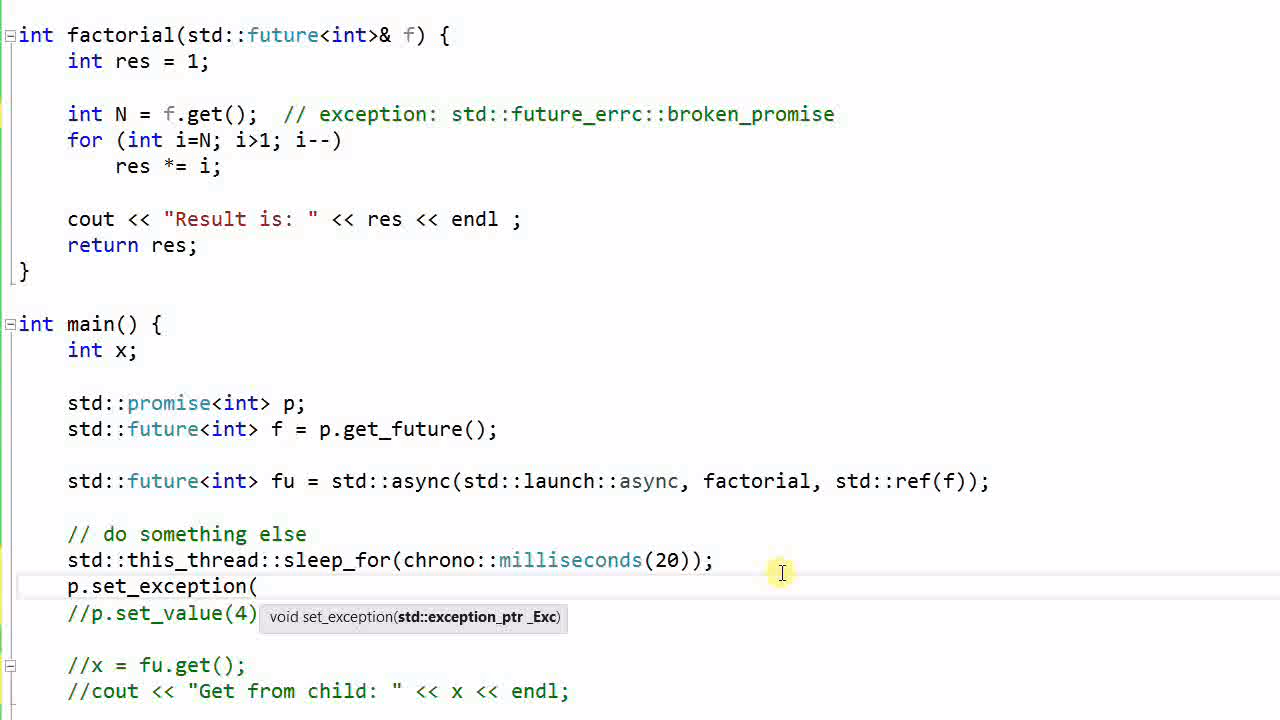 int factorial(std::future<int>& f) {
    int res = 1;

    int N = f.get();  // exception: std::future_errc::broken_promise
    for (int i=N; i>1; i--)
        res *= i;

    cout << "Result is: " << res << endl ;
    return res;
}

int main() {
    int x;

    std::promise<int> p;
    std::future<int> f = p.get_future();

    std::future<int> fu = std::async(std::launch::async, factorial, std::ref(f));

    // do something else
    std::this_thread::sleep_for(chrono::milliseconds(20));
    p.set_exception(
    //p.set_value(4)
void set_exception(std::exception_ptr _Exc)

    //x = fu.get();
    //cout << "Get from child: " << x << endl;